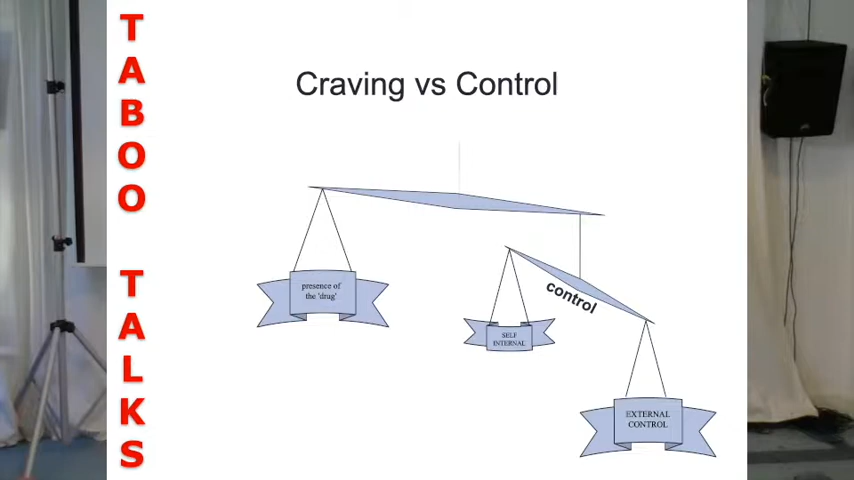 TABOO
TALKS
Craving vs Control
presence of
the 'drug'
control
SELF
INTERNAL
EXTERNAL
CONTROL